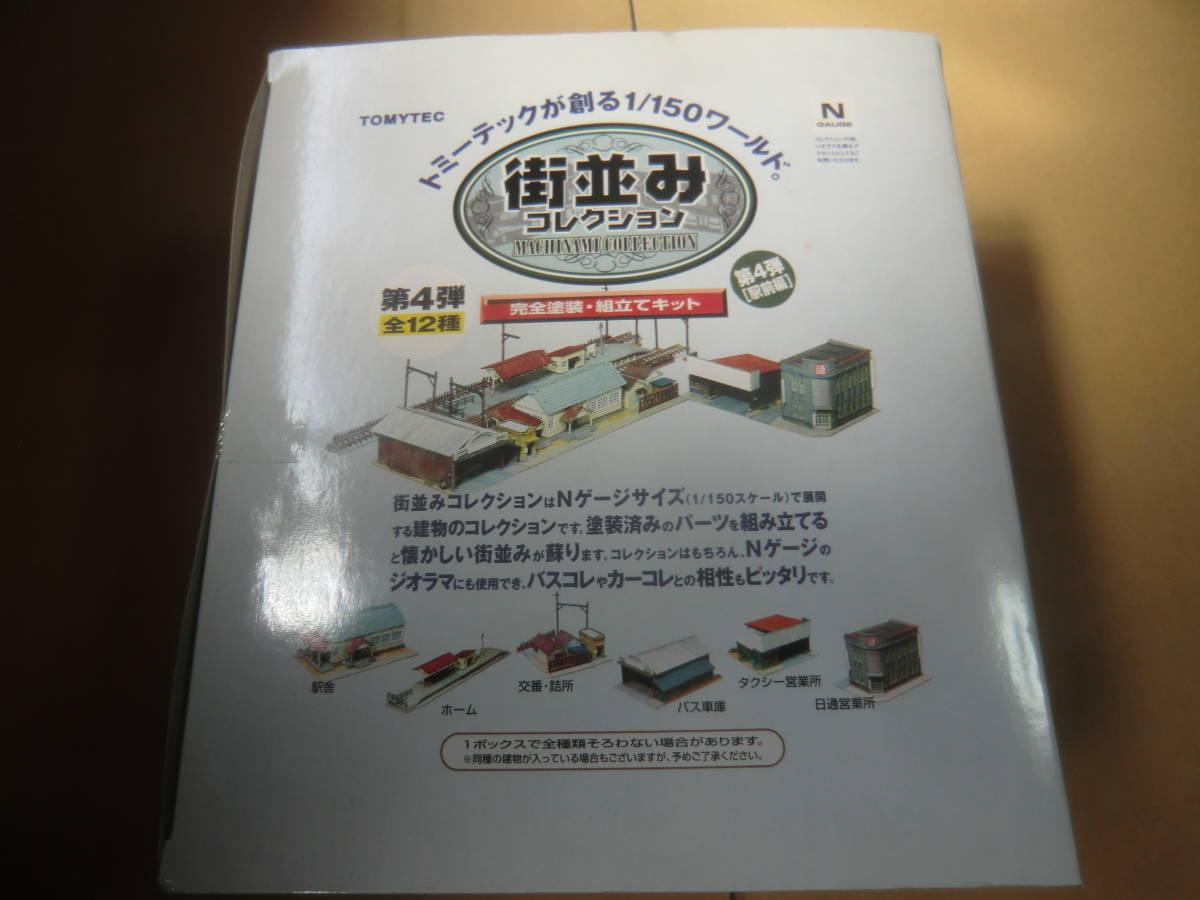 TOMYTEC
トミーテックが創る1/150ワールド。
N
GAUGE
街並み
コレクション
MACHINAMI COLLECTION
第4弾
全12種
完全塗装・組立てキット
第4弾
[駅前編]
街並みコレクションはNゲージサイズ(1/150スケール)で展開
する建物のコレクションです。塗装済みのパーツを組み立てる
と懐かしい街並みが蘇ります。コレクションはもちろん、Nゲージの
ジオラマにも使用でき、バスコレやカーコレとの相性もピッタリです。
駅舎
ホーム
交番・詰所
バス車庫
タクシー営業所
日通営業所
1ボックスで全種類そろわない場合があります。
※同種の建物が入っている場合もございますが、予めご了承ください。